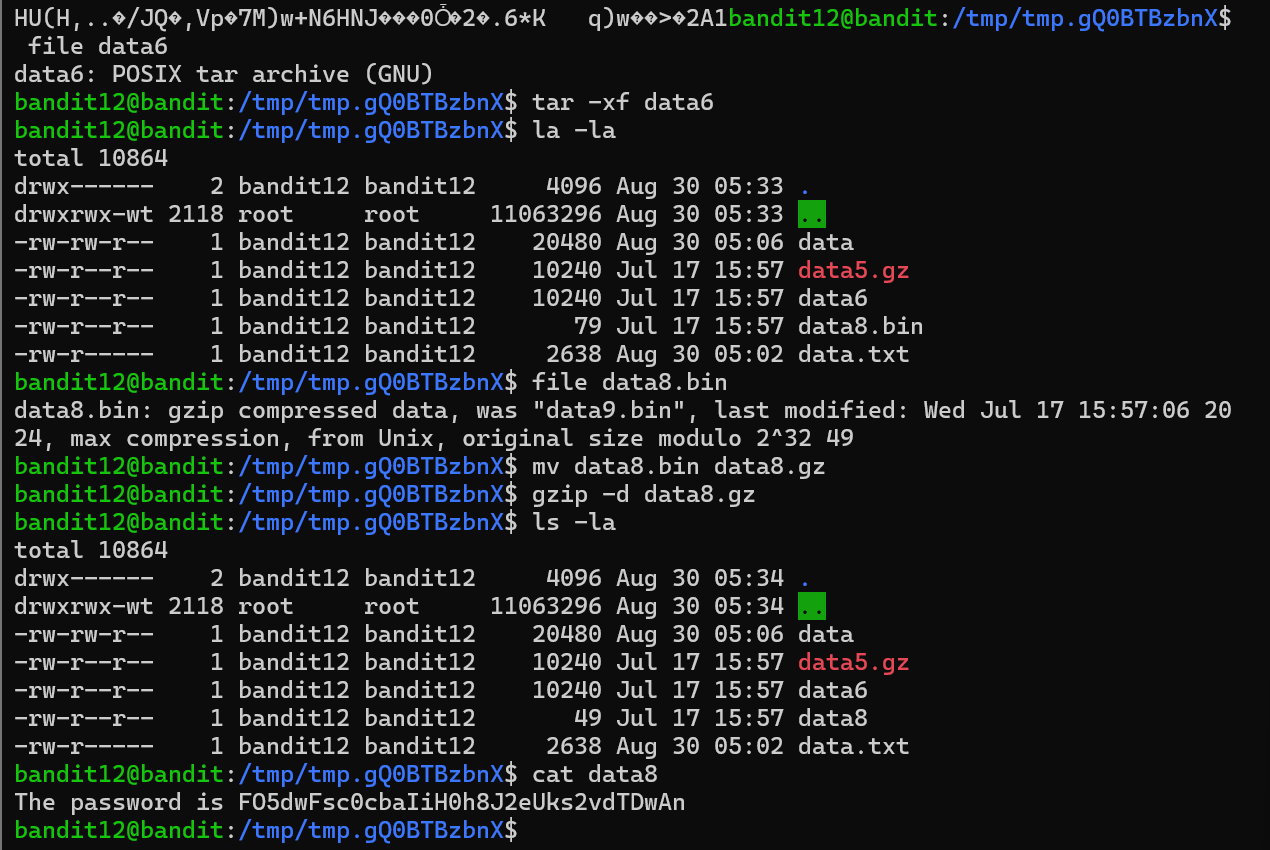 HU(H,..�/JQ�,Vp�7M)w+N6HNJ���0Ǒ�2�.6*K   q)w��>�2A1bandit12@bandit:/tmp/tmp.gQ0BTBzbnX$
 file data6
data6: POSIX tar archive (GNU)
bandit12@bandit:/tmp/tmp.gQ0BTBzbnX$ tar -xf data6
bandit12@bandit:/tmp/tmp.gQ0BTBzbnX$ la -la
total 10864
drwx------    2 bandit12 bandit12     4096 Aug 30 05:33 .
drwxrwx-wt 2118 root     root     11063296 Aug 30 05:33 ..
-rw-rw-r--    1 bandit12 bandit12    20480 Aug 30 05:06 data
-rw-r--r--    1 bandit12 bandit12    10240 Jul 17 15:57 data5.gz
-rw-r--r--    1 bandit12 bandit12    10240 Jul 17 15:57 data6
-rw-r--r--    1 bandit12 bandit12       79 Jul 17 15:57 data8.bin
-rw-r-----    1 bandit12 bandit12     2638 Aug 30 05:02 data.txt
bandit12@bandit:/tmp/tmp.gQ0BTBzbnX$ file data8.bin
data8.bin: gzip compressed data, was "data9.bin", last modified: Wed Jul 17 15:57:06 20
24, max compression, from Unix, original size modulo 2^32 49
bandit12@bandit:/tmp/tmp.gQ0BTBzbnX$ mv data8.bin data8.gz
bandit12@bandit:/tmp/tmp.gQ0BTBzbnX$ gzip -d data8.gz
bandit12@bandit:/tmp/tmp.gQ0BTBzbnX$ ls -la
total 10864
drwx------    2 bandit12 bandit12     4096 Aug 30 05:34 .
drwxrwx-wt 2118 root     root     11063296 Aug 30 05:34 ..
-rw-rw-r--    1 bandit12 bandit12    20480 Aug 30 05:06 data
-rw-r--r--    1 bandit12 bandit12    10240 Jul 17 15:57 data5.gz
-rw-r--r--    1 bandit12 bandit12    10240 Jul 17 15:57 data6
-rw-r--r--    1 bandit12 bandit12       49 Jul 17 15:57 data8
-rw-r-----    1 bandit12 bandit12     2638 Aug 30 05:02 data.txt
bandit12@bandit:/tmp/tmp.gQ0BTBzbnX$ cat data8
The password is FO5dwFsc0cbaIiH0h8J2eUks2vdTDwAn
bandit12@bandit:/tmp/tmp.gQ0BTBzbnX$